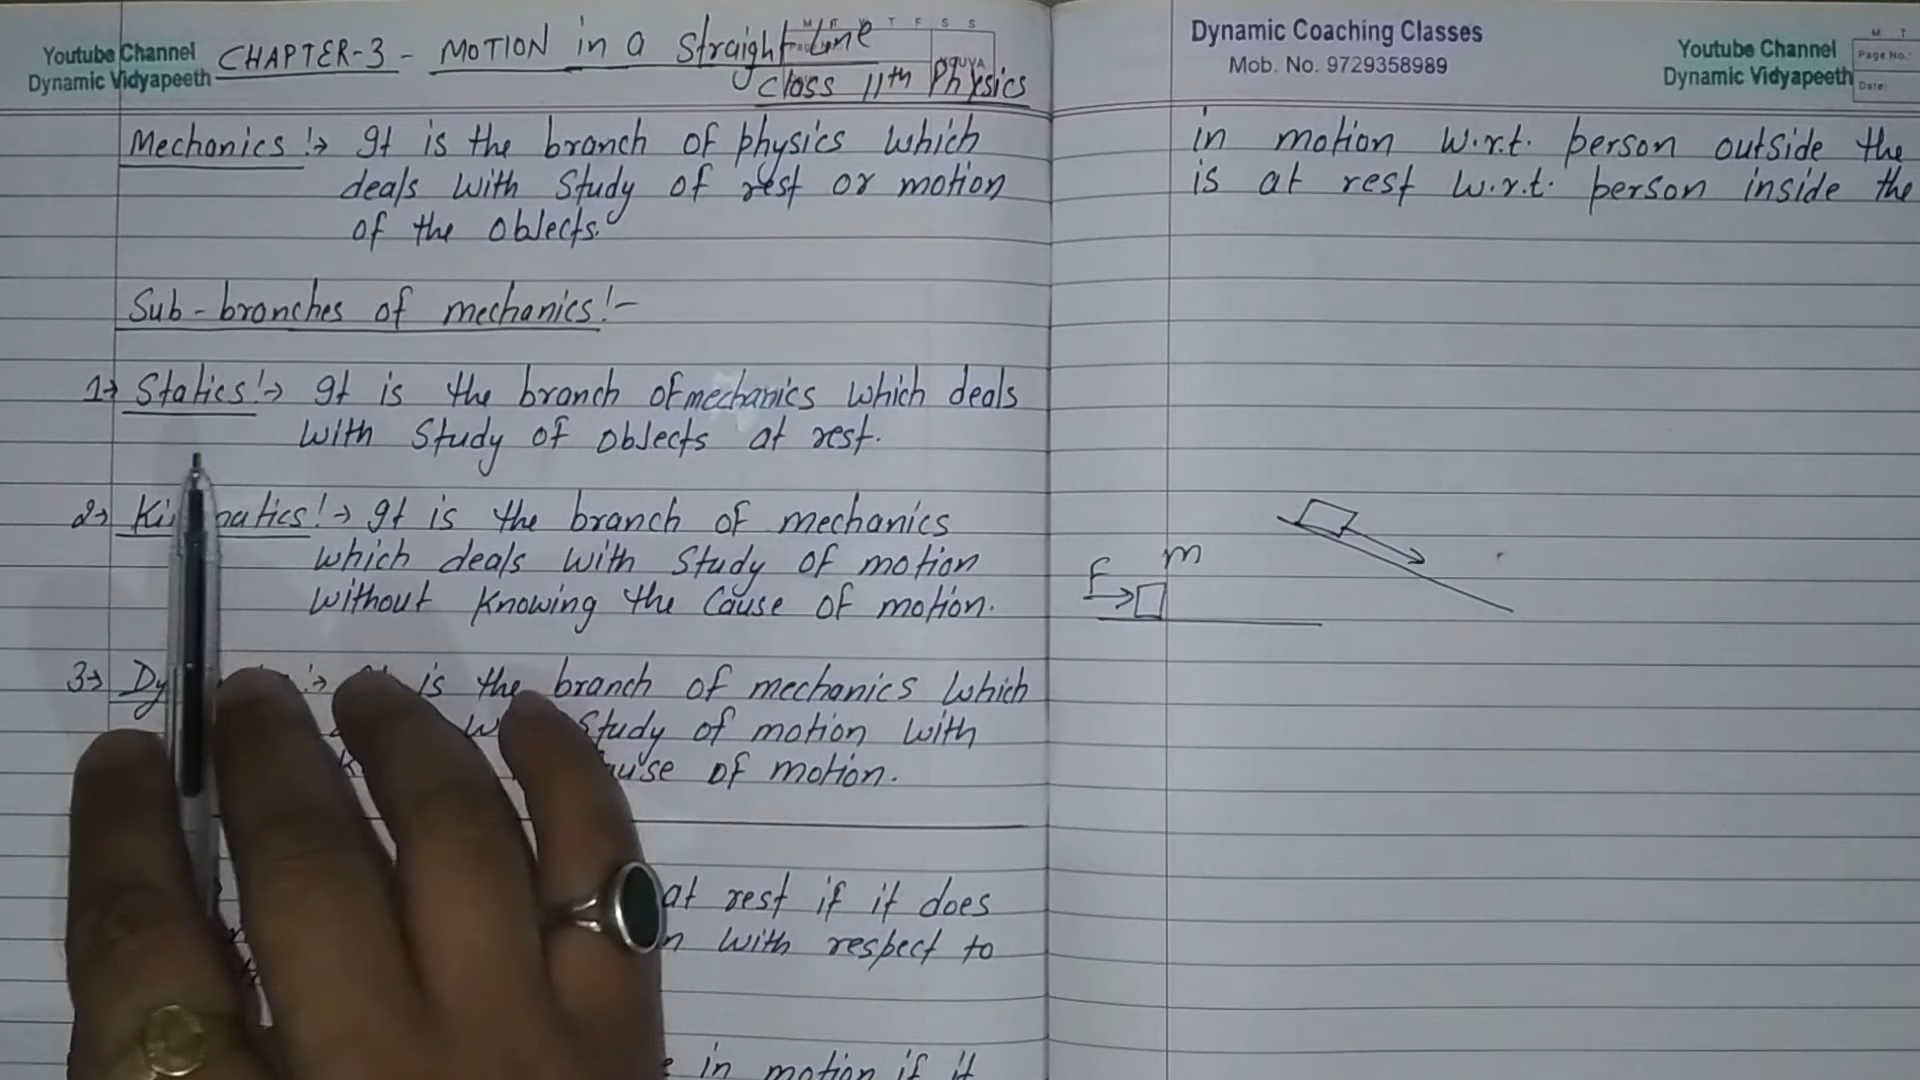 Youtube Channel
Dynamic Vidyapeeth
CHAPTER-3 - MOTION in a Straight Line
Class 11th Physics
Mechanics :→ It is the branch of physics which
deals with Study of rest or motion
of the objects.
Sub-branches of mechanics :-
1→ Statics :→ It is the branch of mechanics which deals
with Study of objects at rest.
2→ Ki atics :→ It is the branch of mechanics
which deals with Study of motion
without knowing the Cause of motion.
3→ Dy :→ is the branch of mechanics which
Study of motion with
ause of motion.
at rest if it does
n with respect to
in motion if it
Dynamic Coaching Classes
Mob. No. 9729358989
Youtube Channel
Dynamic Vidyapeeth
M T
Page No.:
Date:
in motion w.r.t. person outside the
is at rest w.r.t. person inside the
F
m